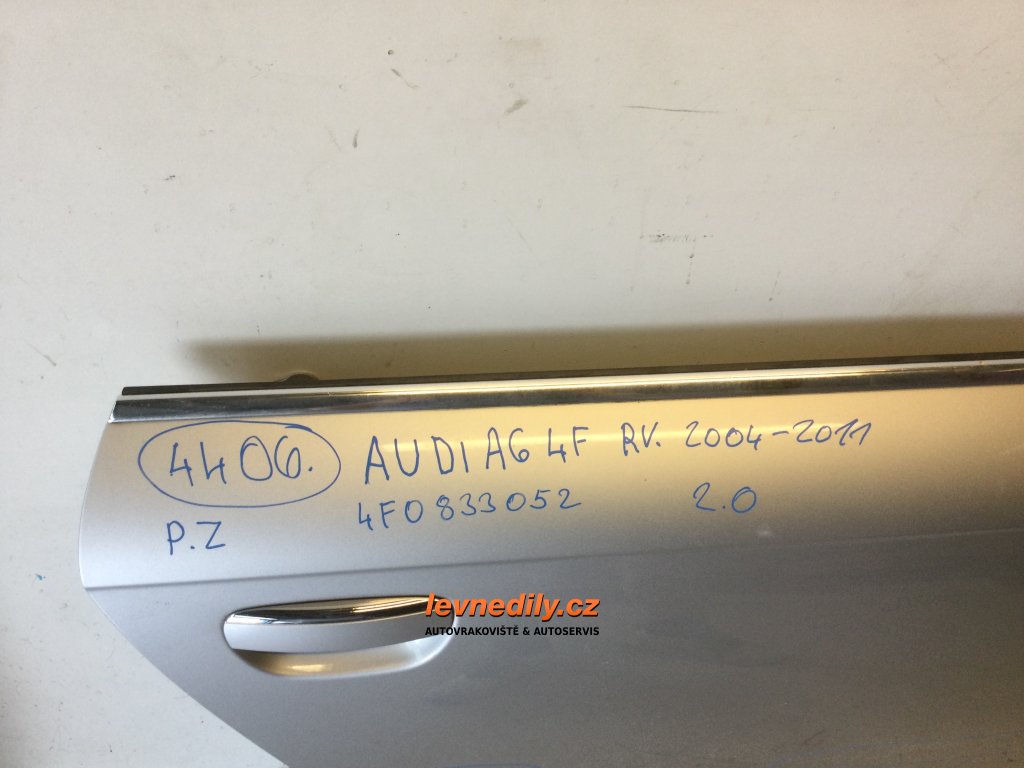 4406. AUDI A6 4F RV. 2004-2011
P.Z 4F0833052 2.0
levnedily.cz
AUTOVRAKOVIŠTĚ & AUTOSERVIS